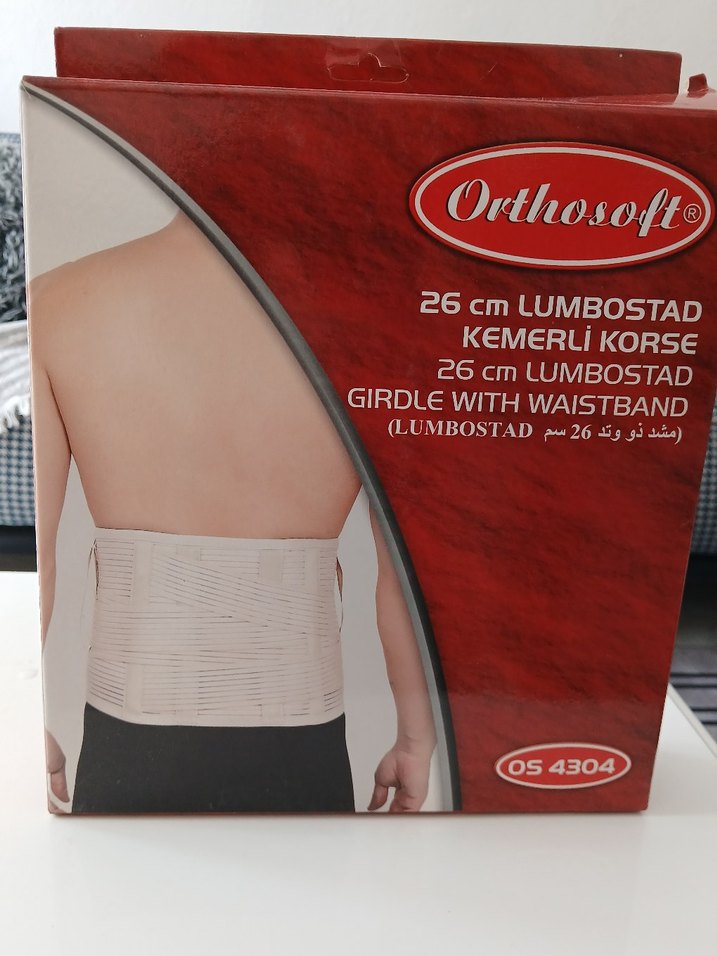 Orthosoft®
26 cm LUMBOSTAD
KEMERLİ KORSE
26 cm LUMBOSTAD
GIRDLE WITH WAISTBAND
(LUMBOSTAD مشد ذو وتد 26 سم)
OS 4304